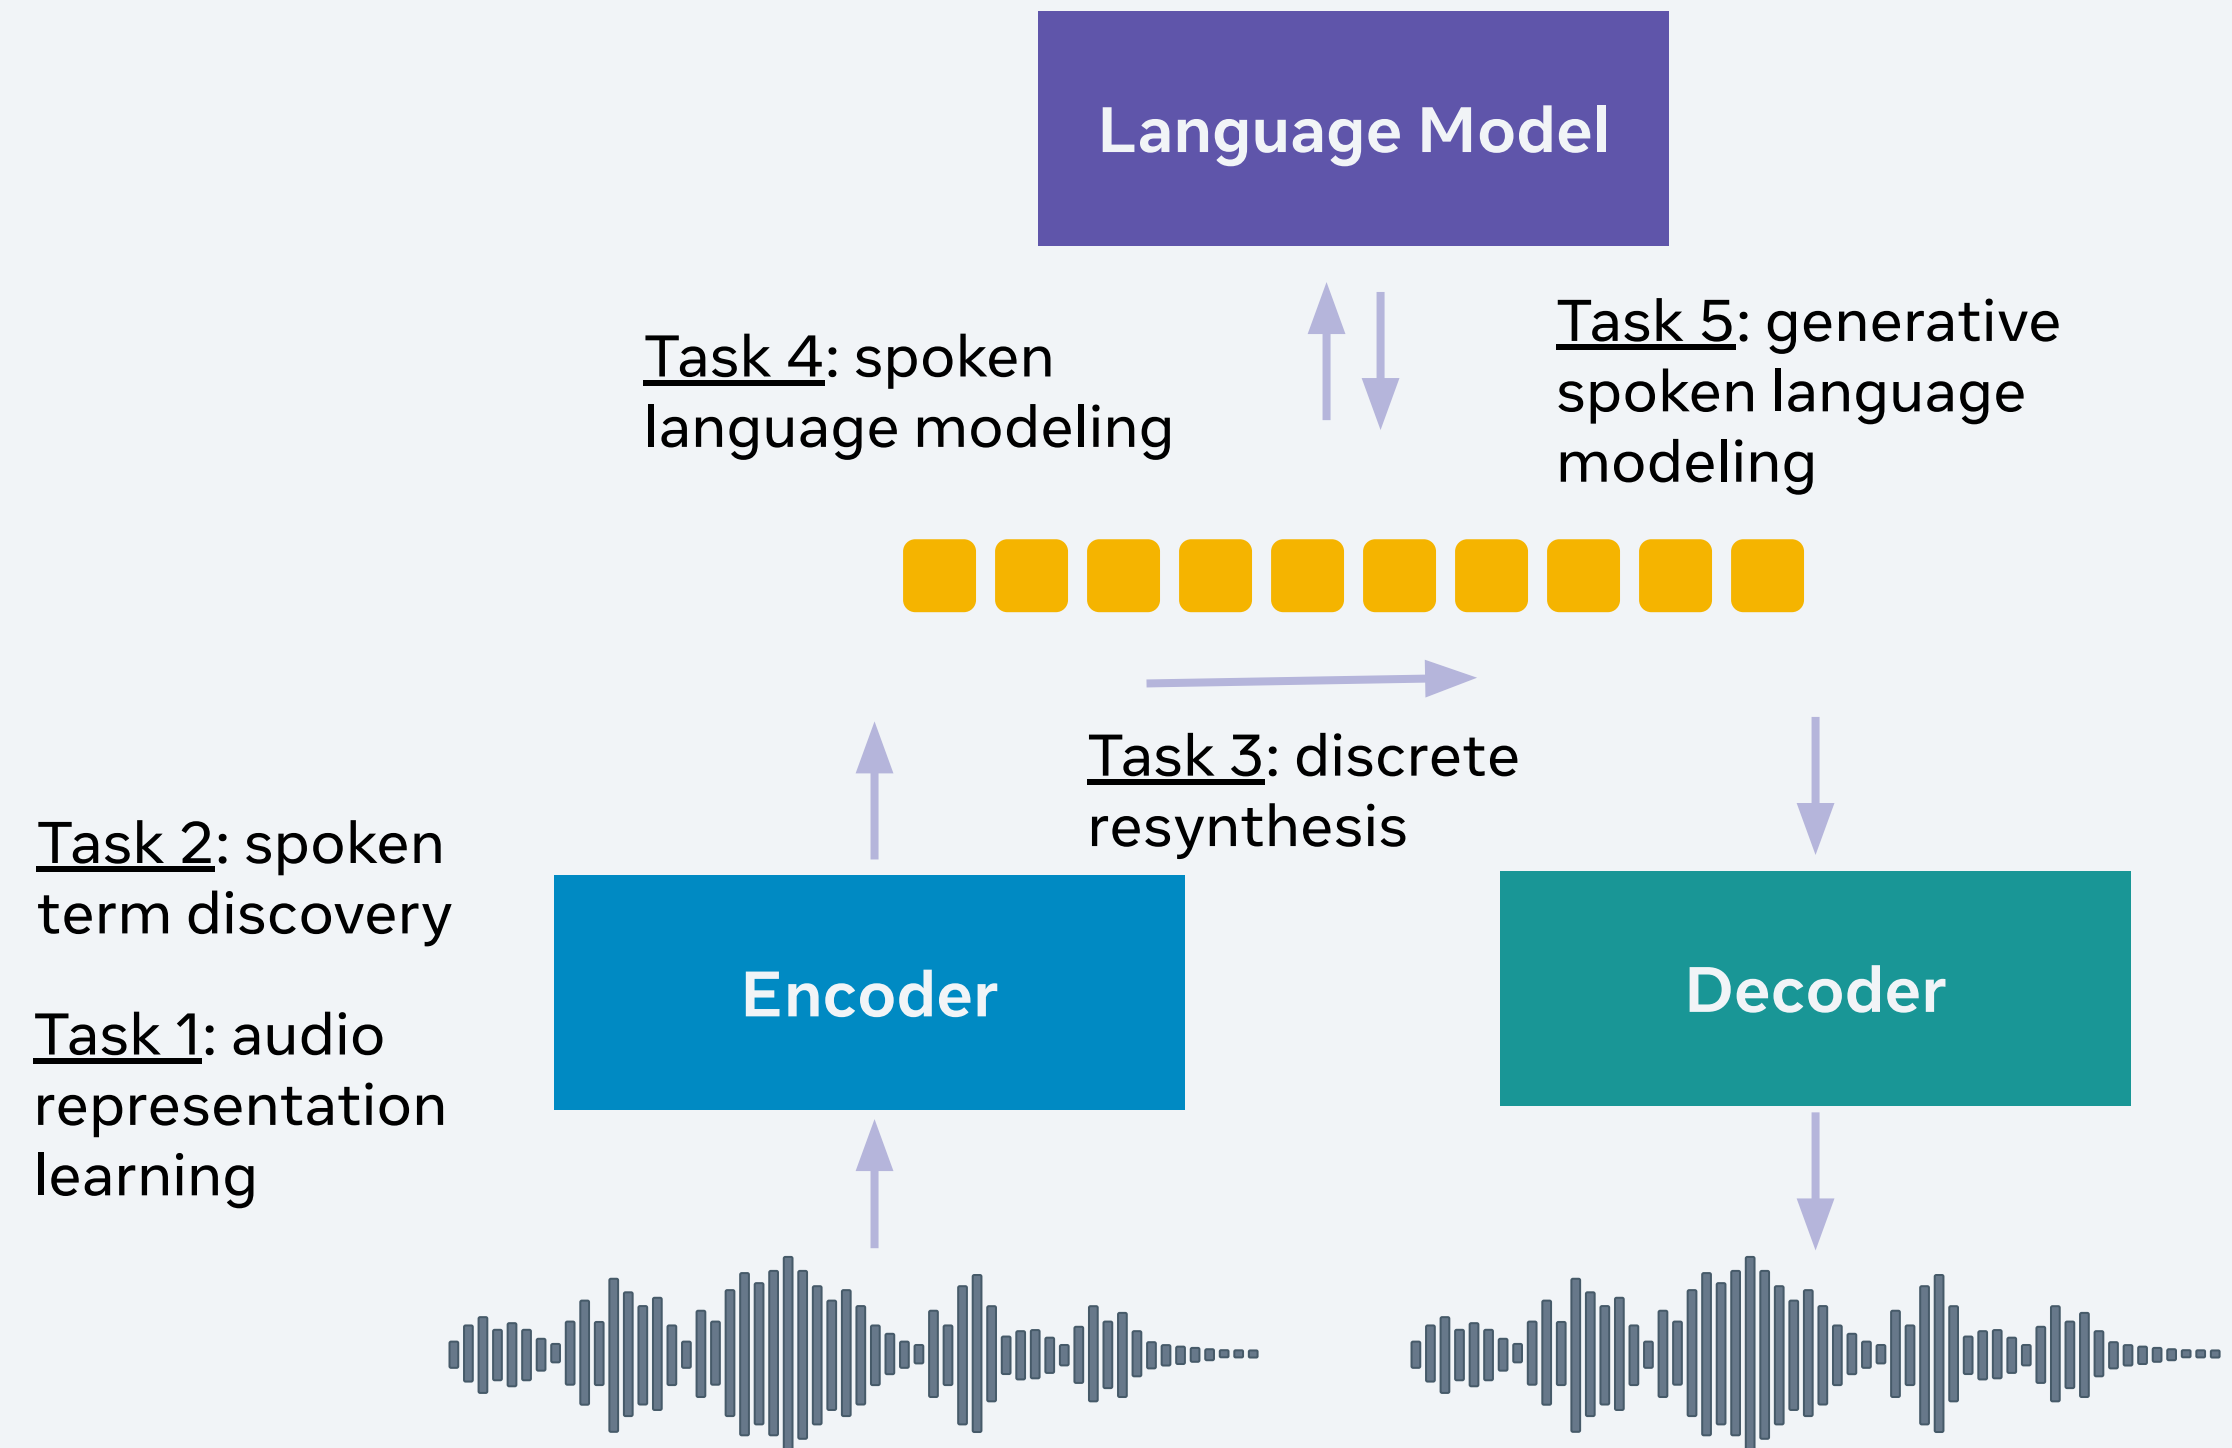 Language Model
Task 4: spoken
language modeling
Task 5: generative
spoken language
modeling
Task 3: discrete
resynthesis
Task 2: spoken
term discovery
Task 1: audio
representation
learning
Encoder
Decoder